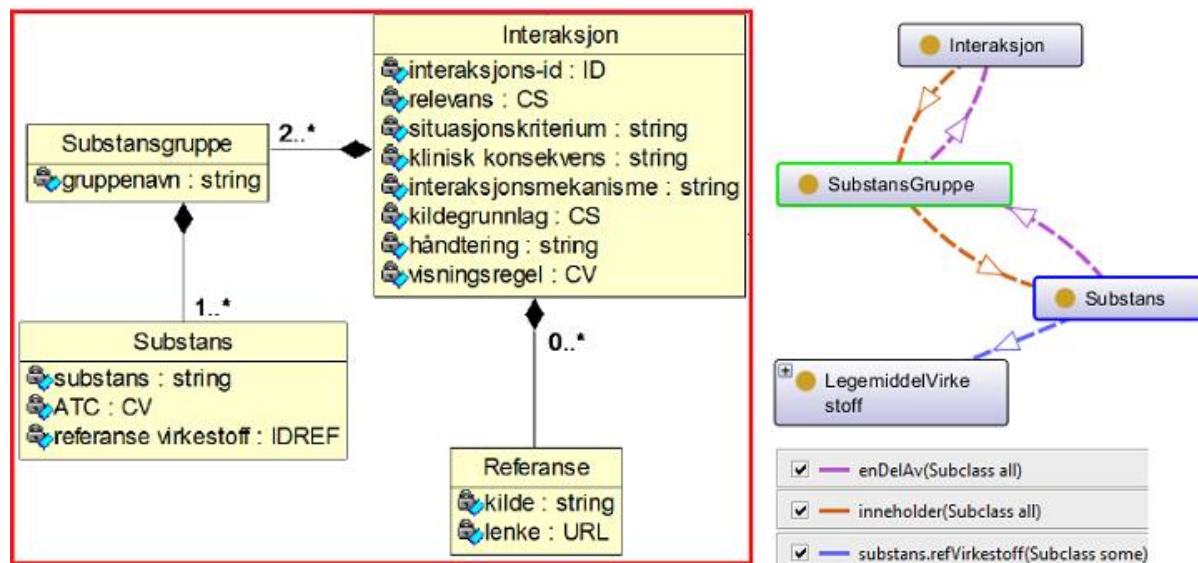 Interaksjon
interaksjons-id : ID
relevans : CS
situasjonskriterium : string
klinisk konsekvens : string
interaksjonsmekanisme : string
kildegrunnlag : CS
håndtering : string
visningsregel : CV
Substansgruppe
gruppenavn : string
2..*
1..*
Substans
substans : string
ATC : CV
referanse virkestoff : IDREF
0..*
Referanse
kilde : string
lenke : URL
Interaksjon
SubstansGruppe
Substans
LegemiddelVirke
stoff
enDelAv(Subclass all)
inneholder(Subclass all)
substans.refVirkestoff(Subclass some)